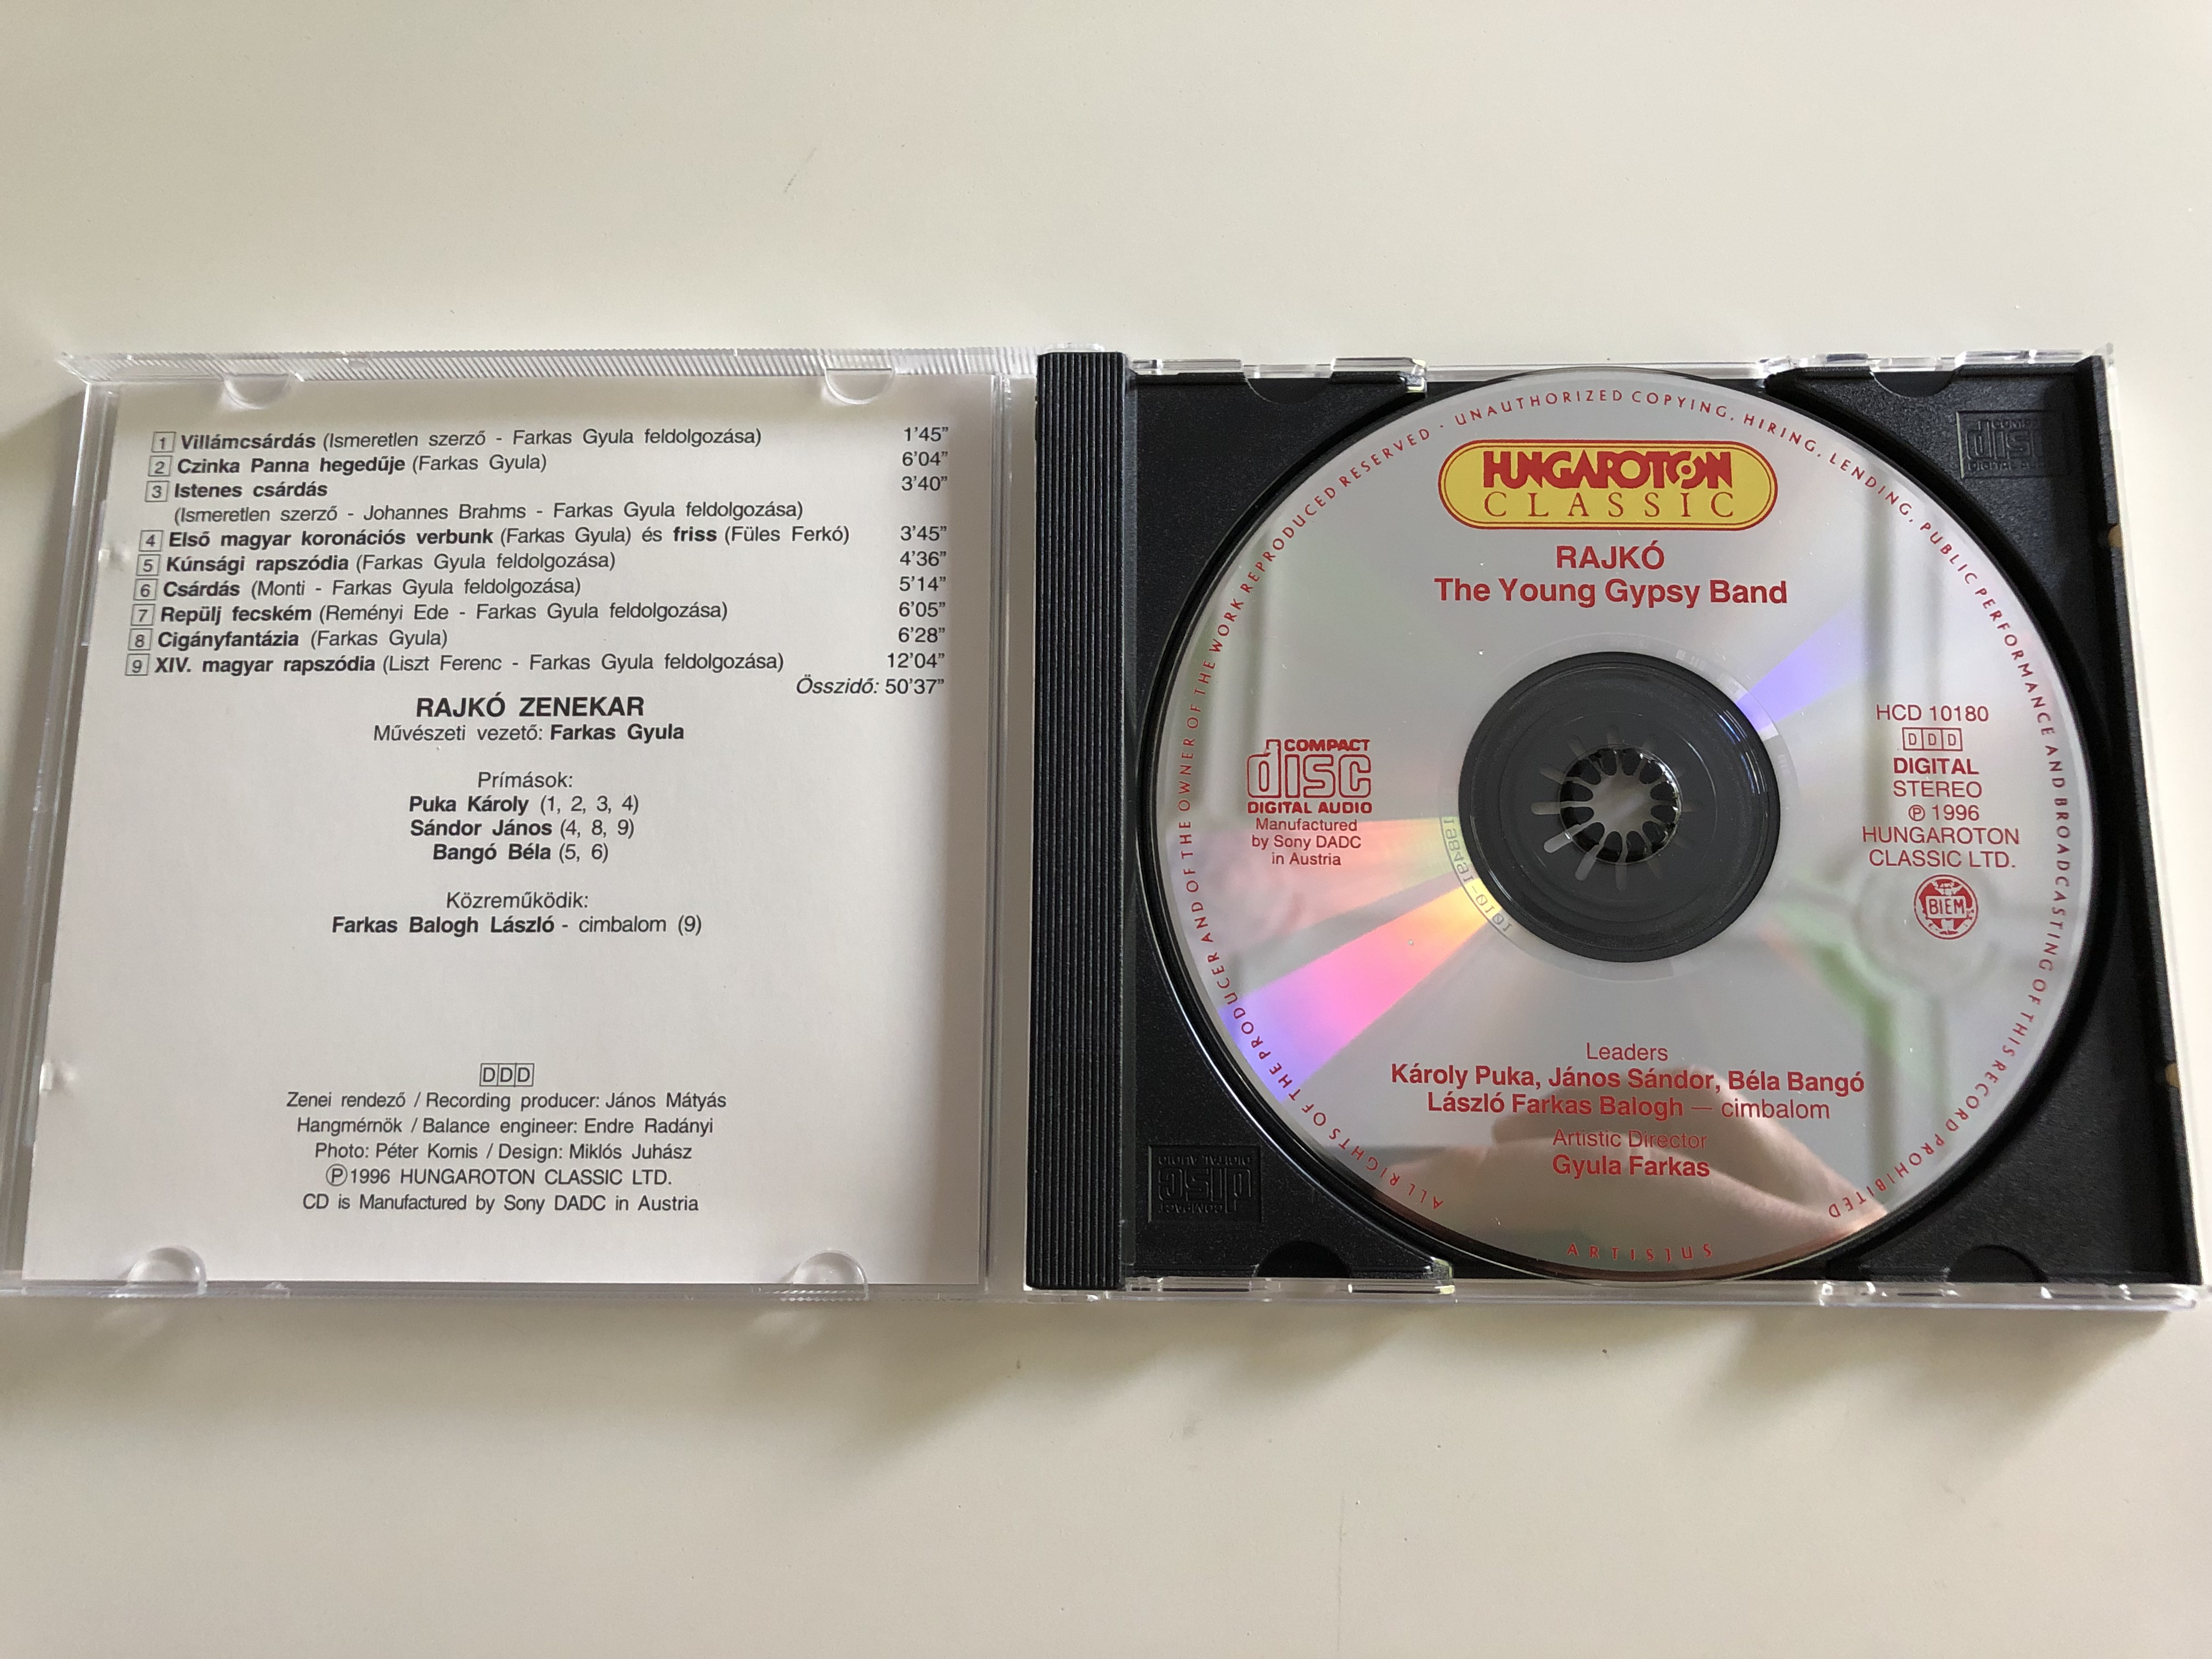 1 Villámcsárdás (Ismeretlen szerző - Farkas Gyula feldolgozása) 1'45"
2 Czinka Panna hegedűje (Farkas Gyula) 6'04"
3 Istenes csárdás 3'40"
(Ismeretlen szerző - Johannes Brahms - Farkas Gyula feldolgozása)
4 Első magyar koronációs verbunk (Farkas Gyula) és friss (Füles Ferkó) 3'45"
5 Kúnsági rapszódia (Farkas Gyula feldolgozása) 4'36"
6 Csárdás (Monti - Farkas Gyula feldolgozása) 5'14"
7 Repülj fecském (Reményi Ede - Farkas Gyula feldolgozása) 6'05"
8 Cigányfantázia (Farkas Gyula) 6'28"
9 XIV. magyar rapszódia (Liszt Ferenc - Farkas Gyula feldolgozása) 12'04"
Összidő: 50'37"
RAJKÓ ZENEKAR
Művészeti vezető: Farkas Gyula
Prímások:
Puka Károly (1, 2, 3, 4)
Sándor János (4, 8, 9)
Bangó Béla (5, 6)
Közreműködik:
Farkas Balogh László - cimbalom (9)
DDD
Zenei rendező / Recording producer: János Mátyás
Hangmérnök / Balance engineer: Endre Radányi
Photo: Péter Komis / Design: Miklós Juhász
Ⓟ1996 HUNGAROTON CLASSIC LTD.
CD is Manufactured by Sony DADC in Austria
ALL RIGHTS OF THE PRODUCER AND OF THE OWNER OF THE WORK REPRODUCED RESERVED · UNAUTHORIZED COPYING, HIRING, LENDING, PUBLIC PERFORMANCE AND BROADCASTING OF THIS RECORD PROHIBITED
HUNGAROTON
CLASSIC
RAJKÓ
The Young Gypsy Band
COMPACT
disc
DIGITAL AUDIO
Manufactured
by Sony DADC
in Austria
HCD 10180
DDD
DIGITAL
STEREO
Ⓟ 1996
HUNGAROTON
CLASSIC LTD.
BIEM
Leaders
Károly Puka, János Sándor, Béla Bangó
László Farkas Balogh — cimbalom
Artistic Director
Gyula Farkas
ARTISJUS
COMPACT
disc
DIGITAL AUDIO
COMPACT
disc
DIGITAL AUDIO